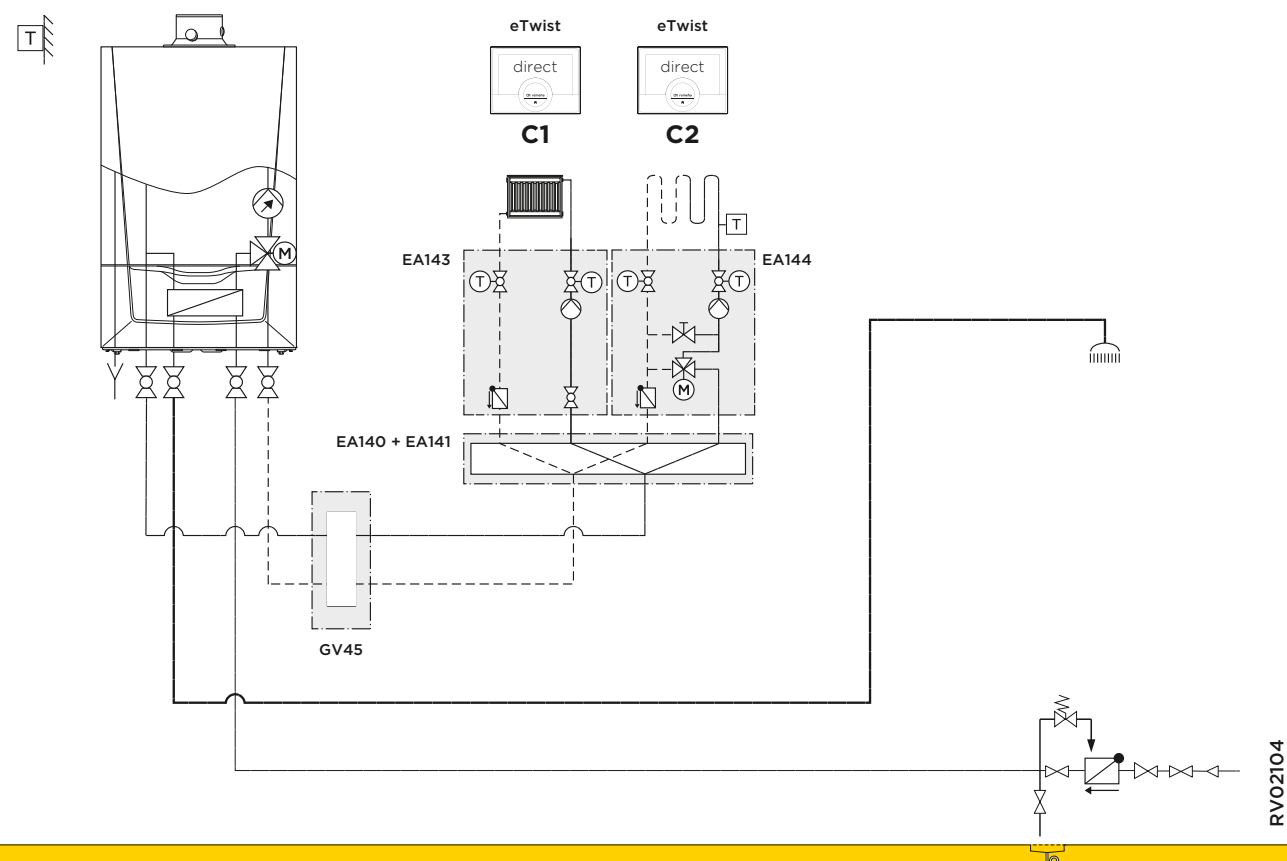 T
eTwist
eTwist
direct
direct
C1
C2
M
T
EA143
EA144
T
T
T
T
M
EA140 + EA141
GV45
RV02104